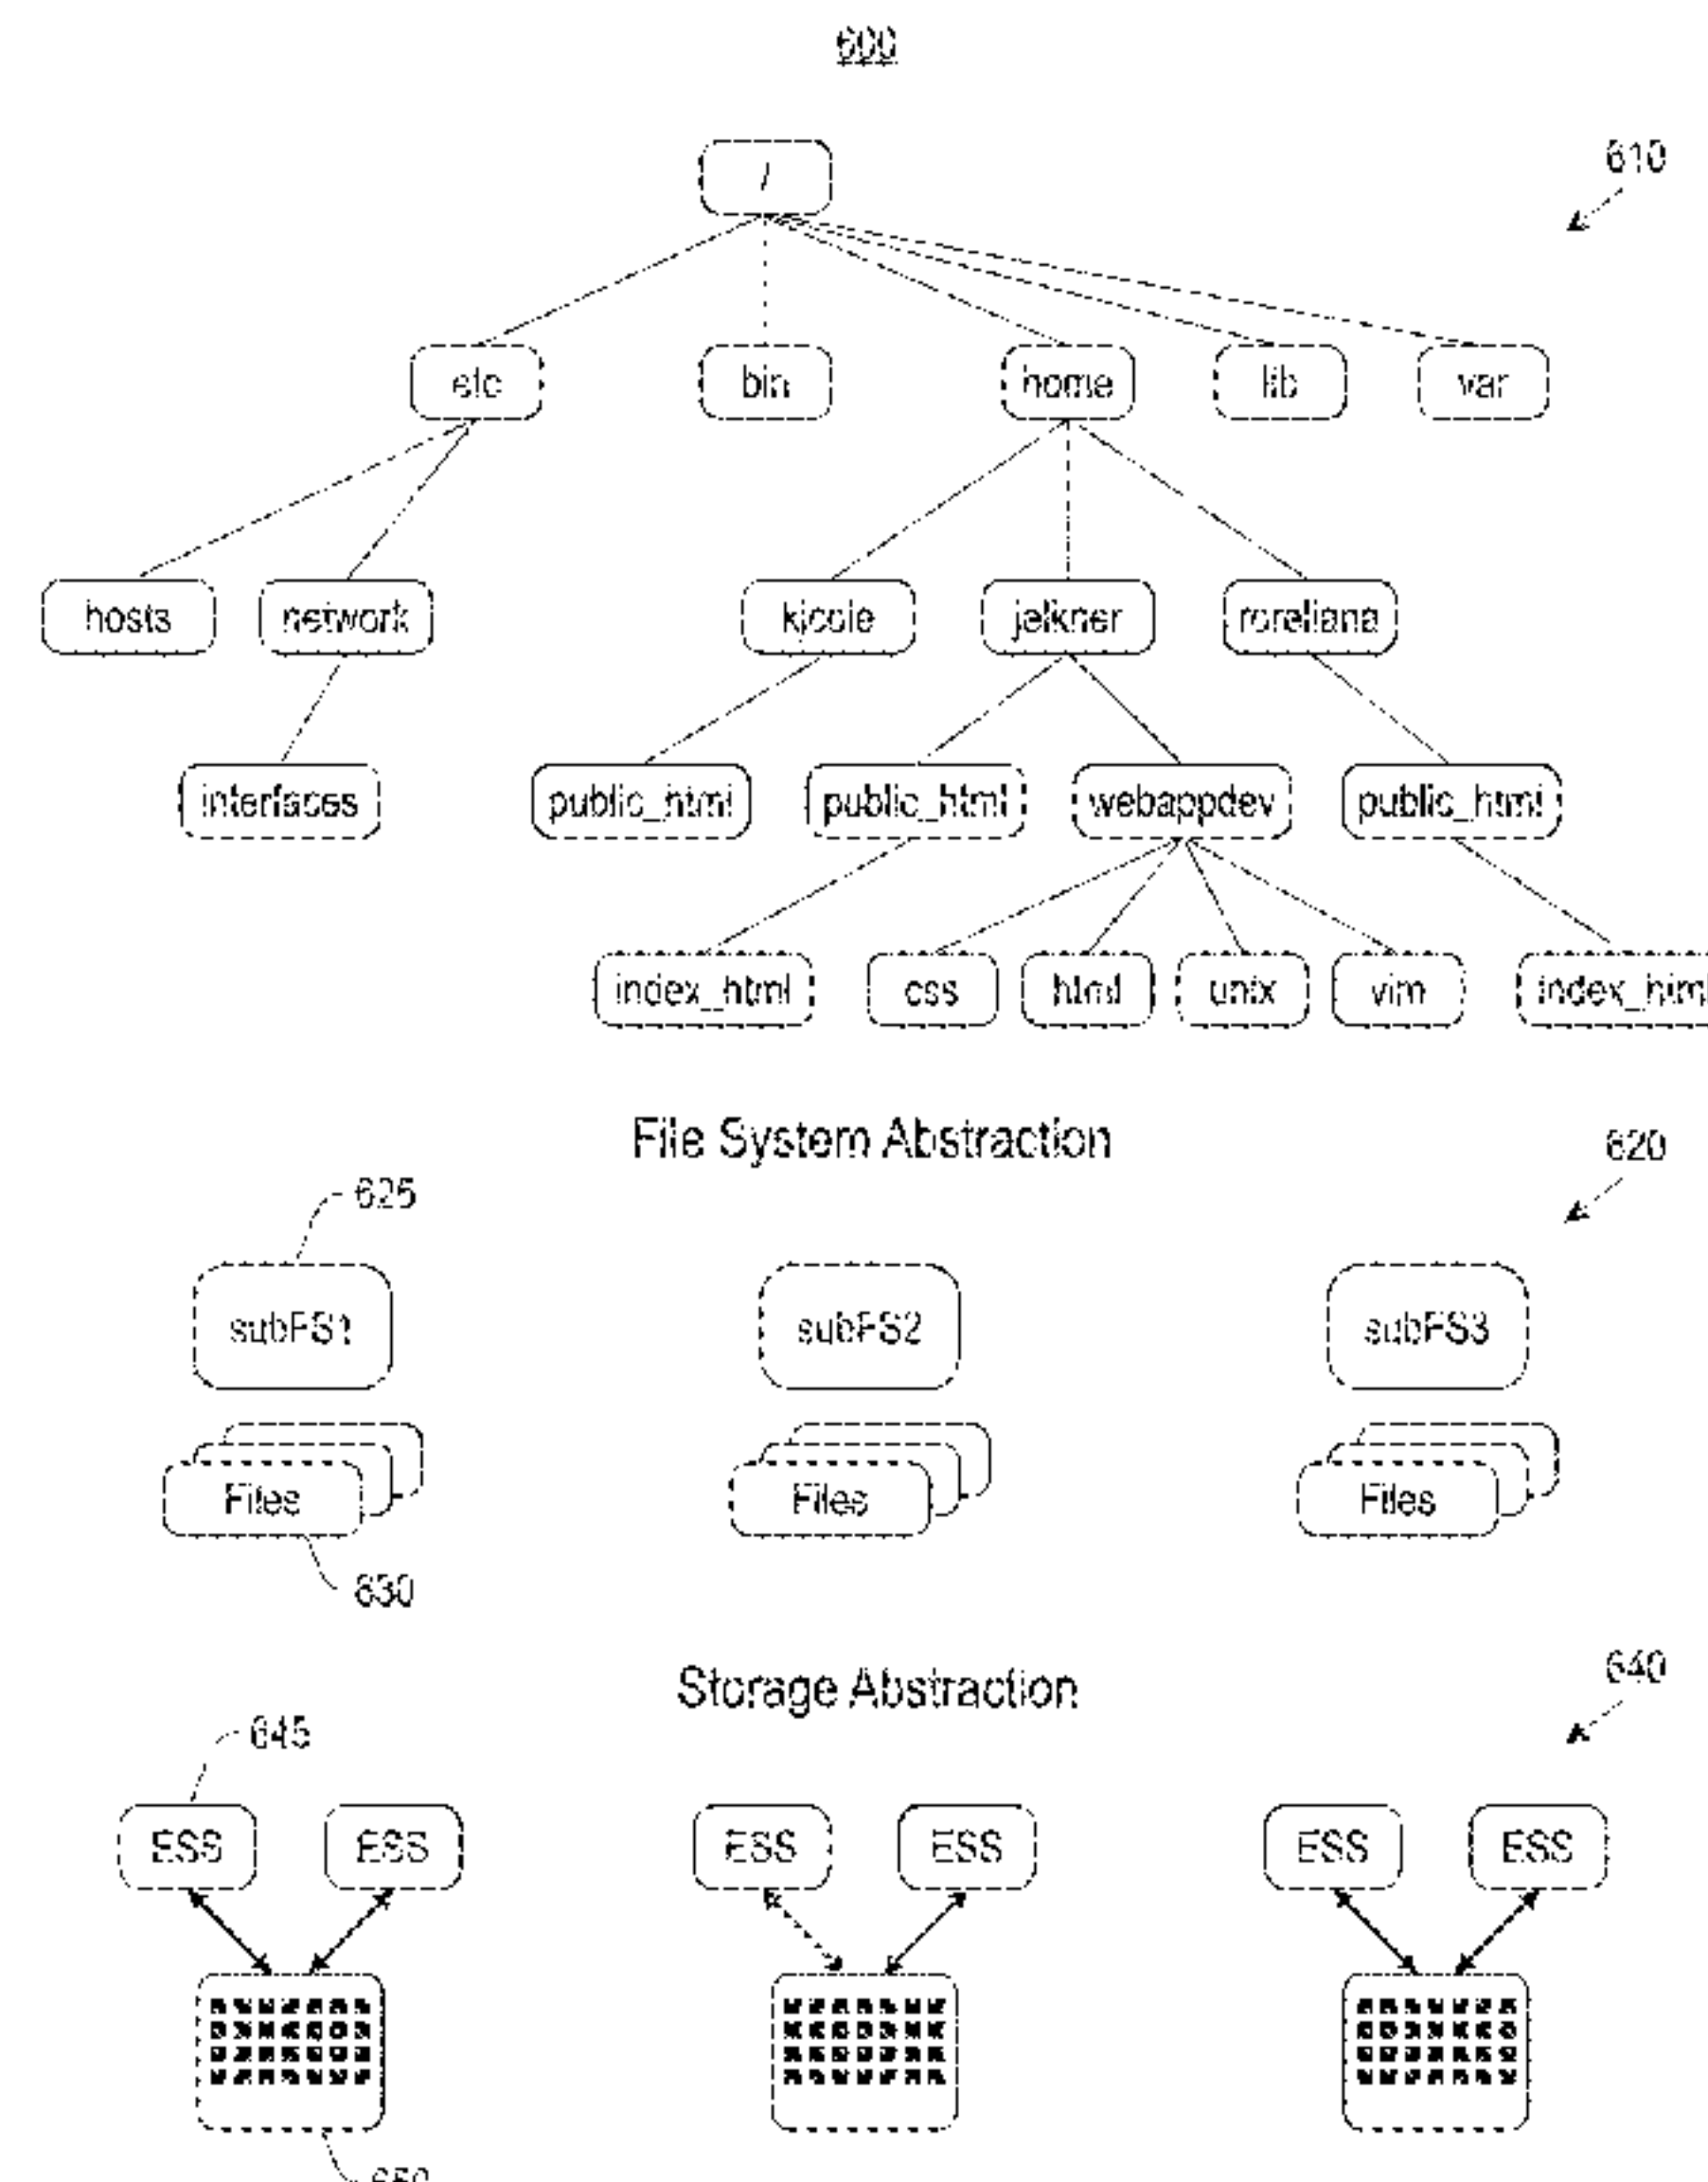 600
610
/
etc bin home lib var
hosts network kjcole jelkner rorellana
interfaces public_html public_html webappdev public_html
index_html css html unix vim index_html
File System Abstraction
620
625
subFS1 subFS2 subFS3
Files Files Files
630
Storage Abstraction
640
645
ESS ESS ESS ESS ESS ESS